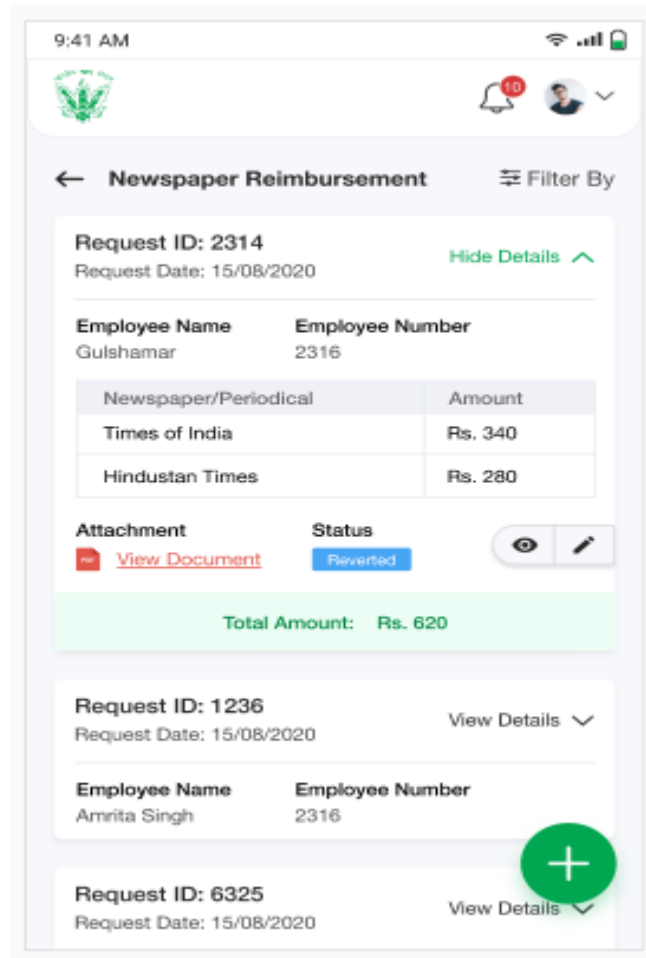 9:41 AM
10
Newspaper Reimbursement Filter By
Request ID: 2314
Request Date: 15/08/2020
Hide Details
Employee Name Employee Number
Gulshamar 2316
Newspaper/Periodical Amount
Times of India Rs. 340
Hindustan Times Rs. 280
Attachment Status
PDF View Document Reverted
Total Amount: Rs. 620
Request ID: 1236
Request Date: 15/08/2020
View Details
Employee Name Employee Number
Amrita Singh 2316
Request ID: 6325
Request Date: 15/08/2020
View Details